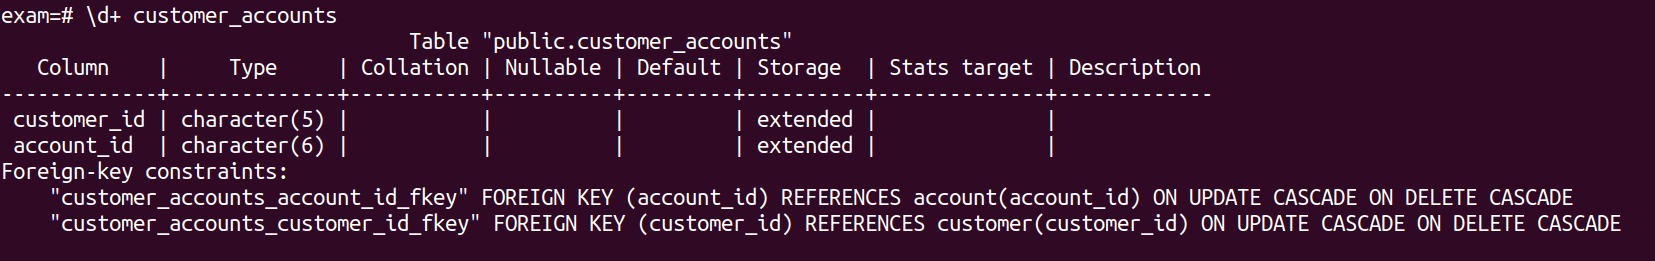 exam=# \d+ customer_accounts
                                  Table "public.customer_accounts"
   Column    |     Type     | Collation | Nullable | Default | Storage  | Stats target | Description
-------------+--------------+-----------+----------+---------+----------+--------------+-------------
 customer_id | character(5) |           |          |         | extended |              |
 account_id  | character(6) |           |          |         | extended |              |
Foreign-key constraints:
    "customer_accounts_account_id_fkey" FOREIGN KEY (account_id) REFERENCES account(account_id) ON UPDATE CASCADE ON DELETE CASCADE
    "customer_accounts_customer_id_fkey" FOREIGN KEY (customer_id) REFERENCES customer(customer_id) ON UPDATE CASCADE ON DELETE CASCADE